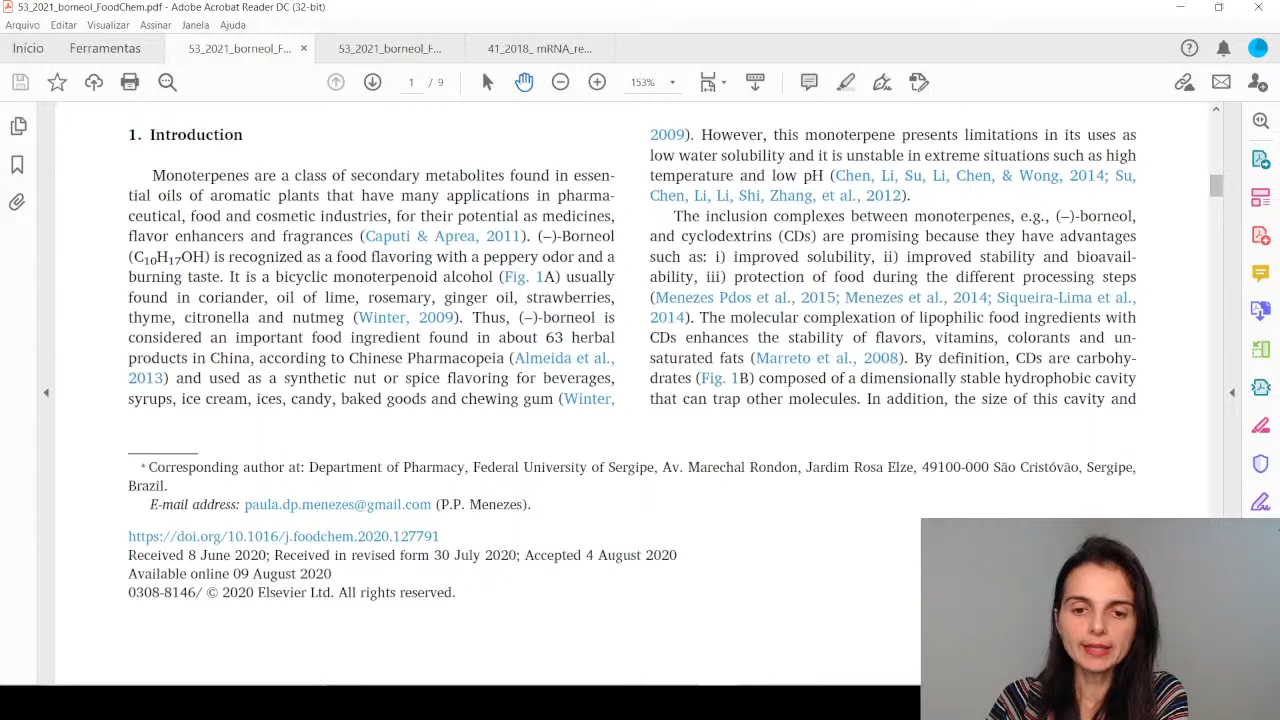 53_2021_borneol_FoodChem.pdf - Adobe Acrobat Reader DC (32-bit)
Arquivo Editar Visualizar Assinar Janela Ajuda
Início Ferramentas 53_2021_borneol_F... × 53_2021_borneol_F... 41_2018_ mRNA_re...
1 / 9 153%
1. Introduction
Monoterpenes are a class of secondary metabolites found in essen-
tial oils of aromatic plants that have many applications in pharma-
ceutical, food and cosmetic industries, for their potential as medicines,
flavor enhancers and fragrances (Caputi & Aprea, 2011). (–)-Borneol
(C10H17OH) is recognized as a food flavoring with a peppery odor and a
burning taste. It is a bicyclic monoterpenoid alcohol (Fig. 1A) usually
found in coriander, oil of lime, rosemary, ginger oil, strawberries,
thyme, citronella and nutmeg (Winter, 2009). Thus, (–)-borneol is
considered an important food ingredient found in about 63 herbal
products in China, according to Chinese Pharmacopeia (Almeida et al.,
2013) and used as a synthetic nut or spice flavoring for beverages,
syrups, ice cream, ices, candy, baked goods and chewing gum (Winter,
2009). However, this monoterpene presents limitations in its uses as
low water solubility and it is unstable in extreme situations such as high
temperature and low pH (Chen, Li, Su, Li, Chen, & Wong, 2014; Su,
Chen, Li, Li, Shi, Zhang, et al., 2012).
The inclusion complexes between monoterpenes, e.g., (–)-borneol,
and cyclodextrins (CDs) are promising because they have advantages
such as: i) improved solubility, ii) improved stability and bioavail-
ability, iii) protection of food during the different processing steps
(Menezes Pdos et al., 2015; Menezes et al., 2014; Siqueira-Lima et al.,
2014). The molecular complexation of lipophilic food ingredients with
CDs enhances the stability of flavors, vitamins, colorants and un-
saturated fats (Marreto et al., 2008). By definition, CDs are carbohy-
drates (Fig. 1B) composed of a dimensionally stable hydrophobic cavity
that can trap other molecules. In addition, the size of this cavity and
* Corresponding author at: Department of Pharmacy, Federal University of Sergipe, Av. Marechal Rondon, Jardim Rosa Elze, 49100-000 São Cristóvão, Sergipe,
Brazil.
E-mail address: paula.dp.menezes@gmail.com (P.P. Menezes).
https://doi.org/10.1016/j.foodchem.2020.127791
Received 8 June 2020; Received in revised form 30 July 2020; Accepted 4 August 2020
Available online 09 August 2020
0308-8146/ © 2020 Elsevier Ltd. All rights reserved.